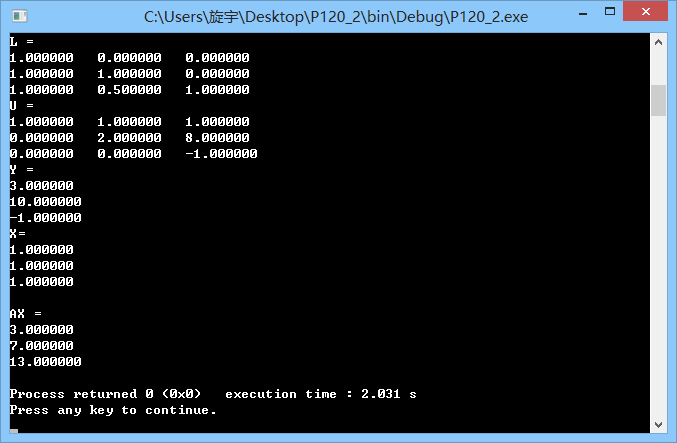 C:\Users\旋宇\Desktop\P120_2\bin\Debug\P120_2.exe
L =
1.000000   0.000000   0.000000
1.000000   1.000000   0.000000
1.000000   0.500000   1.000000
U =
1.000000   1.000000   1.000000
0.000000   2.000000   8.000000
0.000000   0.000000   -1.000000
Y =
3.000000
10.000000
-1.000000
X=
1.000000
1.000000
1.000000

AX =
3.000000
7.000000
13.000000

Process returned 0 (0x0)   execution time : 2.031 s
Press any key to continue.